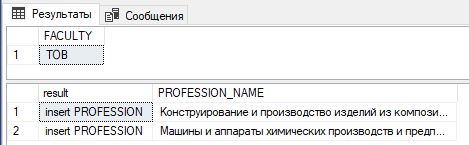 Результаты Сообщения
FACULTY
1 ТОВ
result PROFESSION_NAME
1 insert PROFESSION Конструирование и производство изделий из компози...
2 insert PROFESSION Машины и аппараты химических производств и предп...